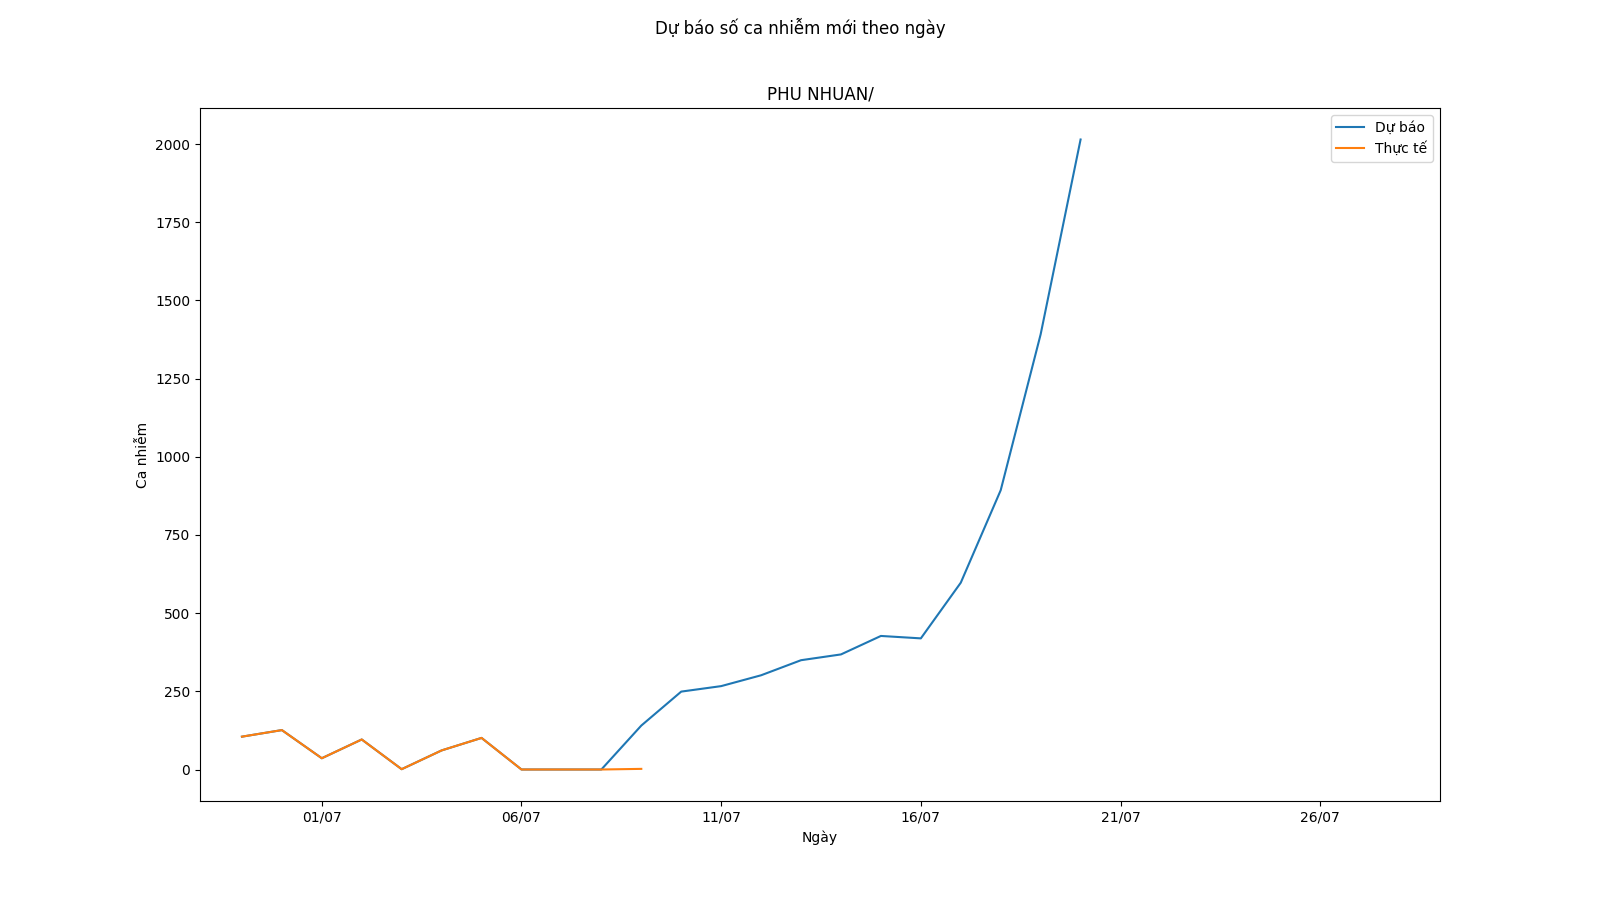 Dự báo số ca nhiễm mới theo ngày
PHU NHUAN/
Dự báo
Thực tế
2000
1750
1500
1250
1000
750
500
250
0
Ca nhiễm
01/07
06/07
11/07
16/07
21/07
26/07
Ngày